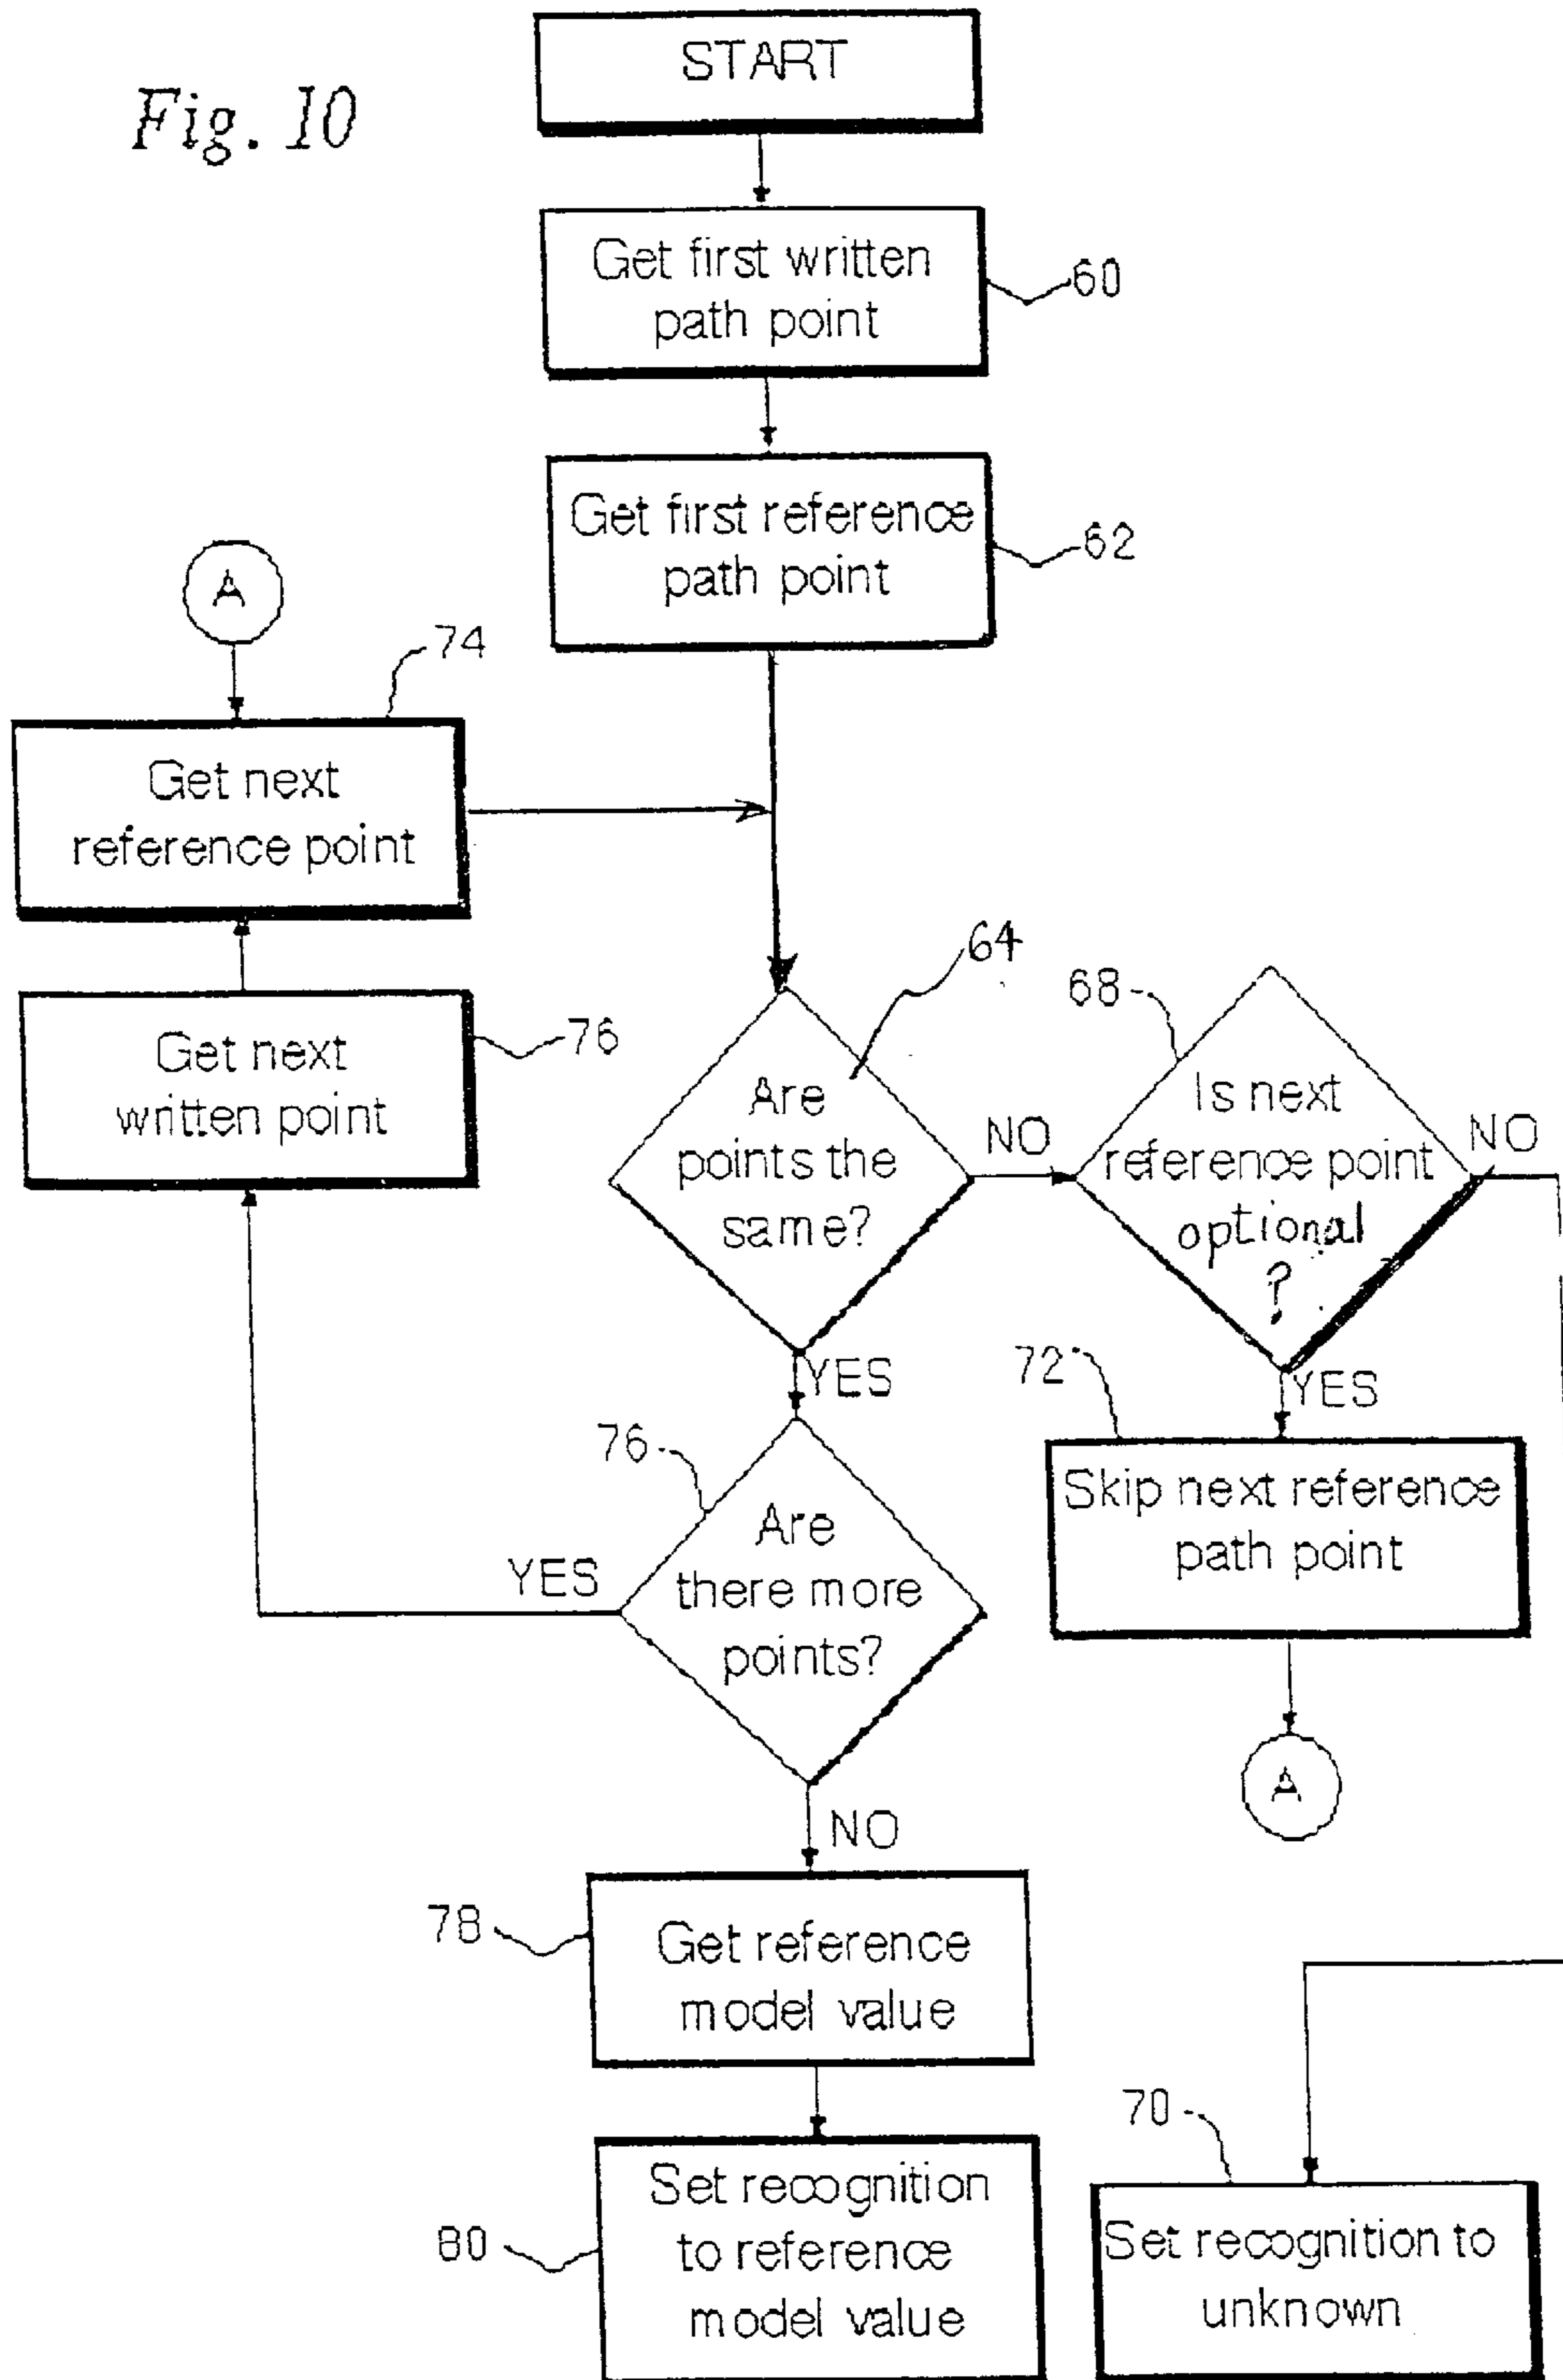 Fig. 10
START
Get first written
path point
60
Get first reference
path point
62
A
74
Get next
reference point
76
Get next
written point
64
Are
points the
same?
NO
68
Is next
reference point
optional
?
NO
YES
YES
72
Skip next reference
path point
A
76
Are
there more
points?
YES
NO
78
Get reference
model value
80
Set recognition
to reference
model value
70
Set recognition to
unknown